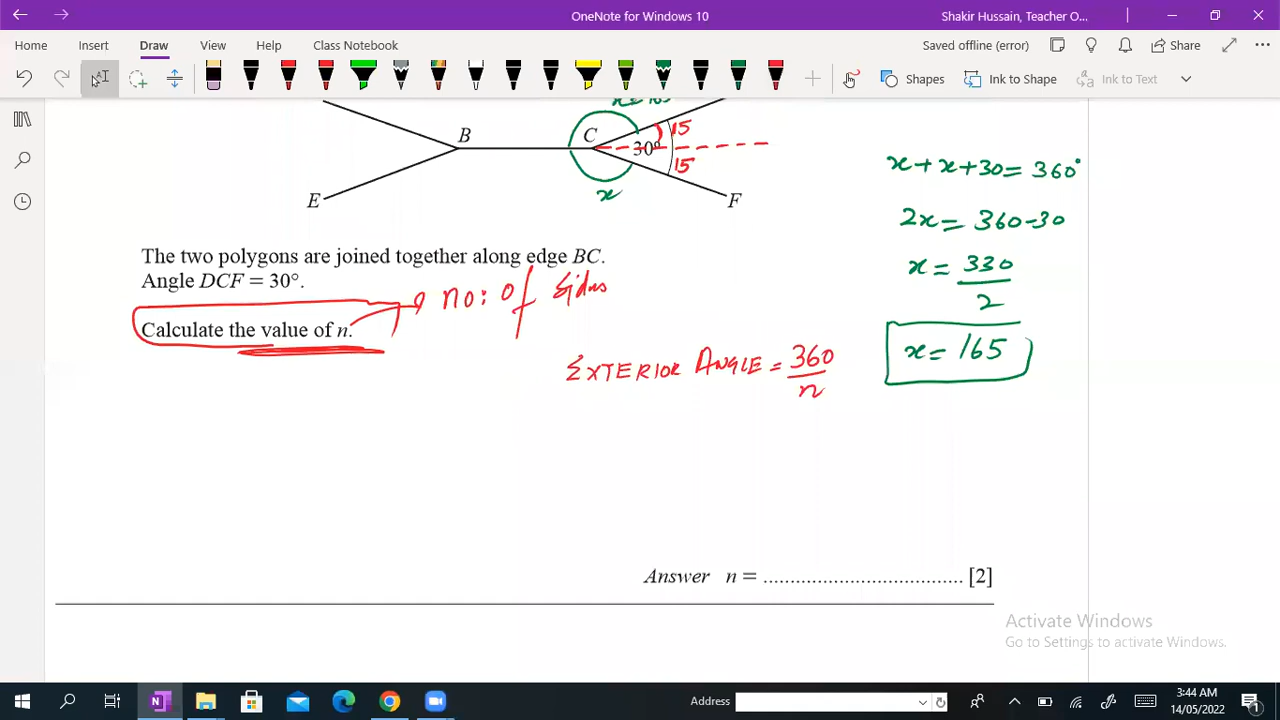 OneNote for Windows 10
Shakir Hussain, Teacher O...
Home Insert Draw View Help Class Notebook
Saved offline (error)
Share
Shapes
Ink to Shape
Ink to Text
B
C
30°
15
15
x
E
F
x + x + 30 = 360°
2x = 360-30
x = 330
2
x = 165
The two polygons are joined together along edge BC.
Angle DCF = 30°.
no: of Sides
Calculate the value of n.
EXTERIOR ANGLE = 360
n
Answer n = ..................................... [2]
Activate Windows
Go to Settings to activate Windows.
Address
3:44 AM
14/05/2022
1